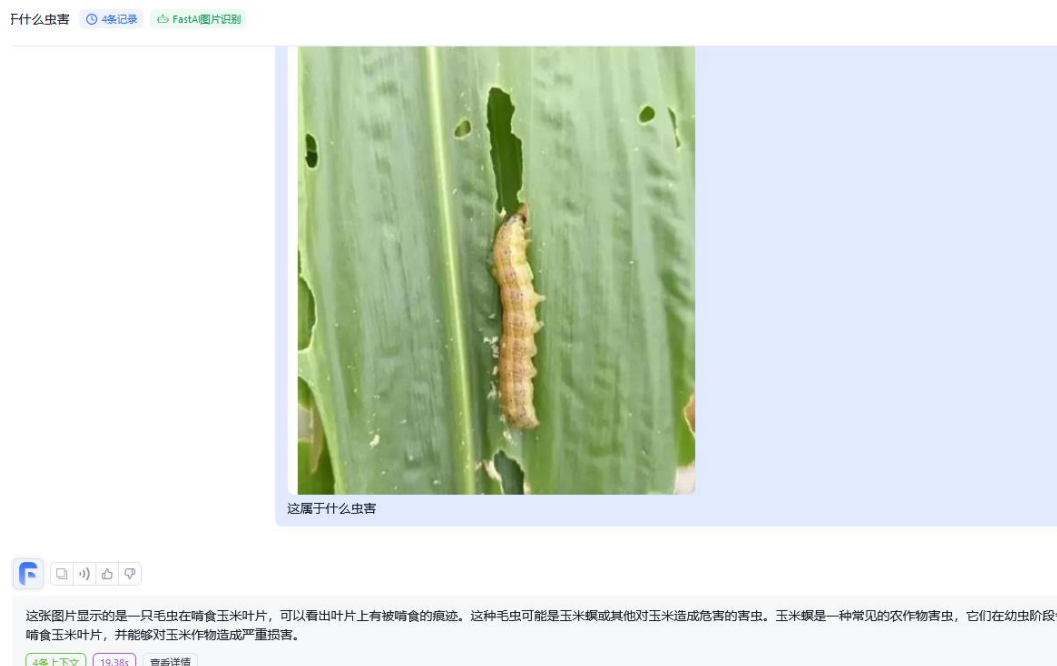 于什么虫害 4条记录 FastAI图片识别
这属于什么虫害
这张图片显示的是一只毛虫在啃食玉米叶片，可以看出叶片上有被啃食的痕迹。这种毛虫可能是玉米螟或其他对玉米造成危害的害虫。玉米螟是一种常见的农作物害虫，它们在幼虫阶段
啃食玉米叶片，并能够对玉米作物造成严重损害。
4条上下文 19.38s 查看详情